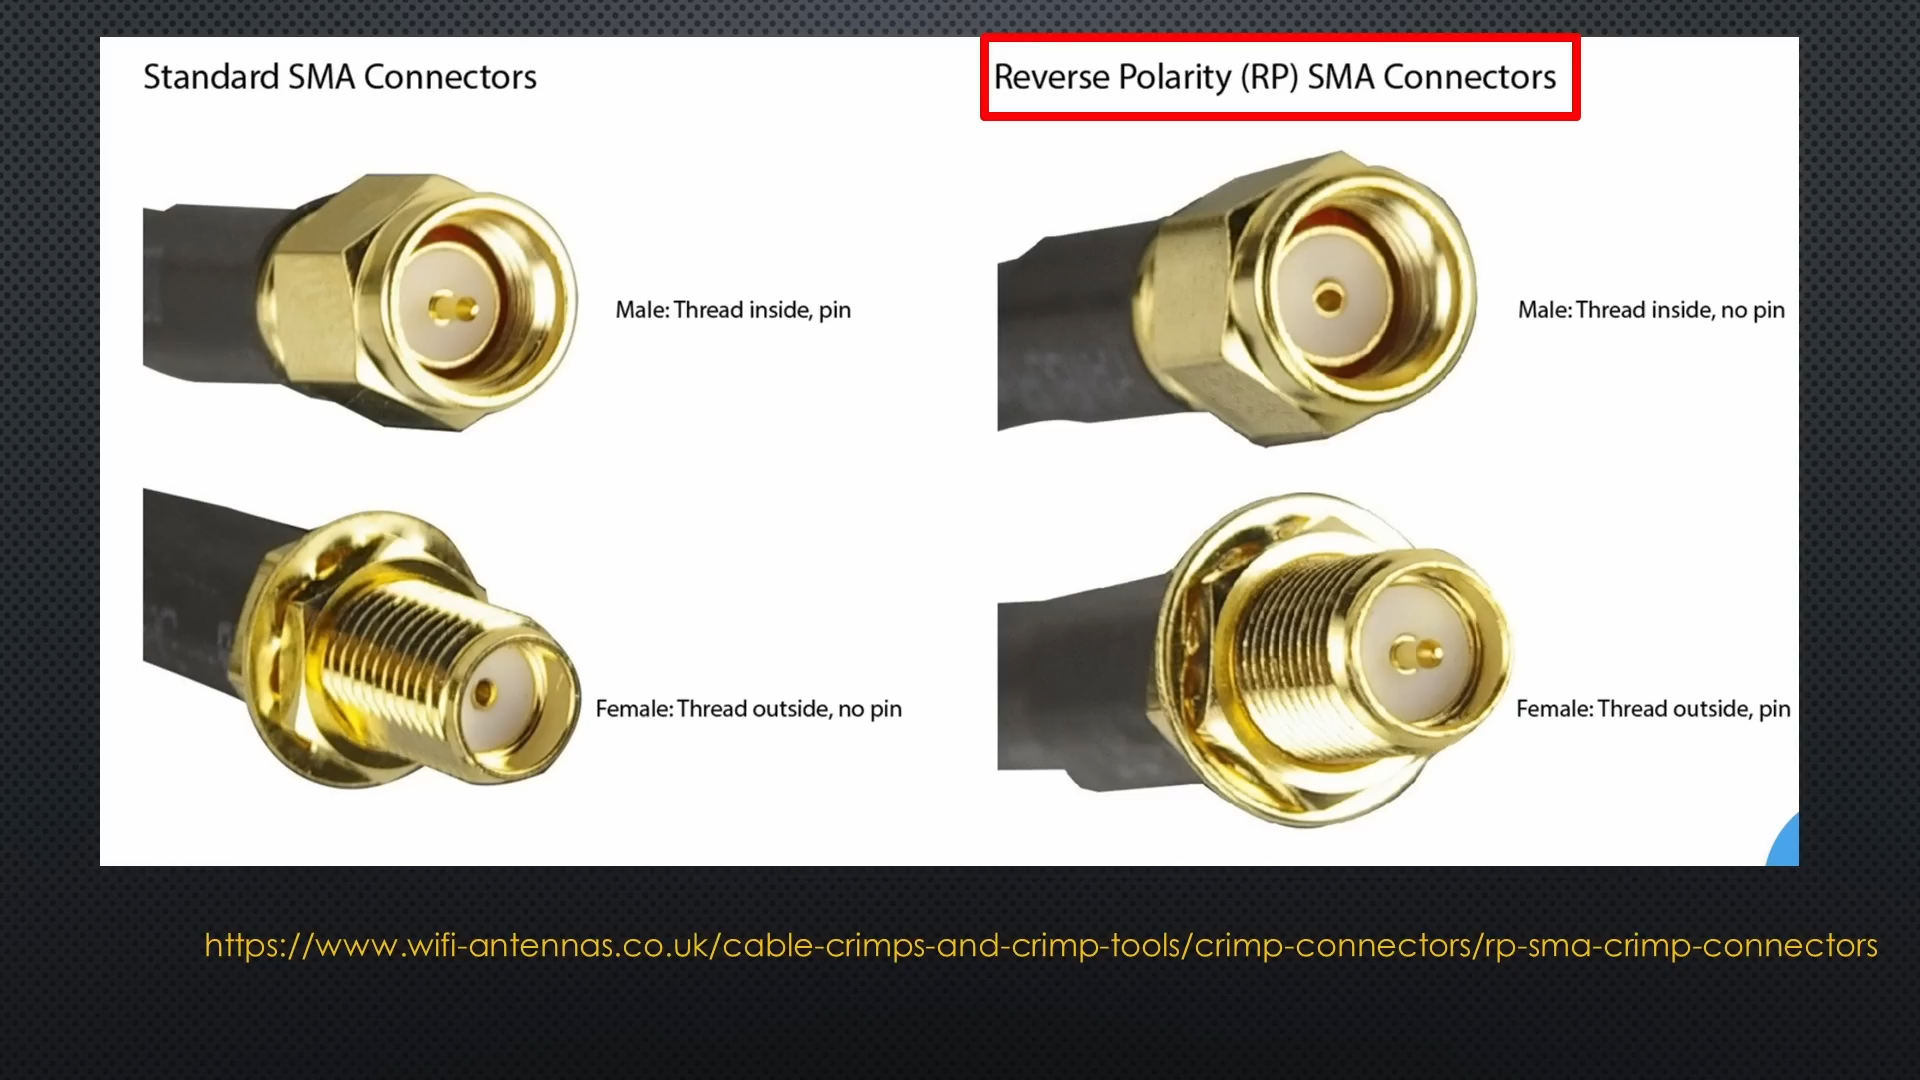 Standard SMA Connectors
Reverse Polarity (RP) SMA Connectors
Male: Thread inside, pin
Male: Thread inside, no pin
Female: Thread outside, no pin
Female: Thread outside, pin
https://www.wifi-antennas.co.uk/cable-crimps-and-crimp-tools/crimp-connectors/rp-sma-crimp-connectors